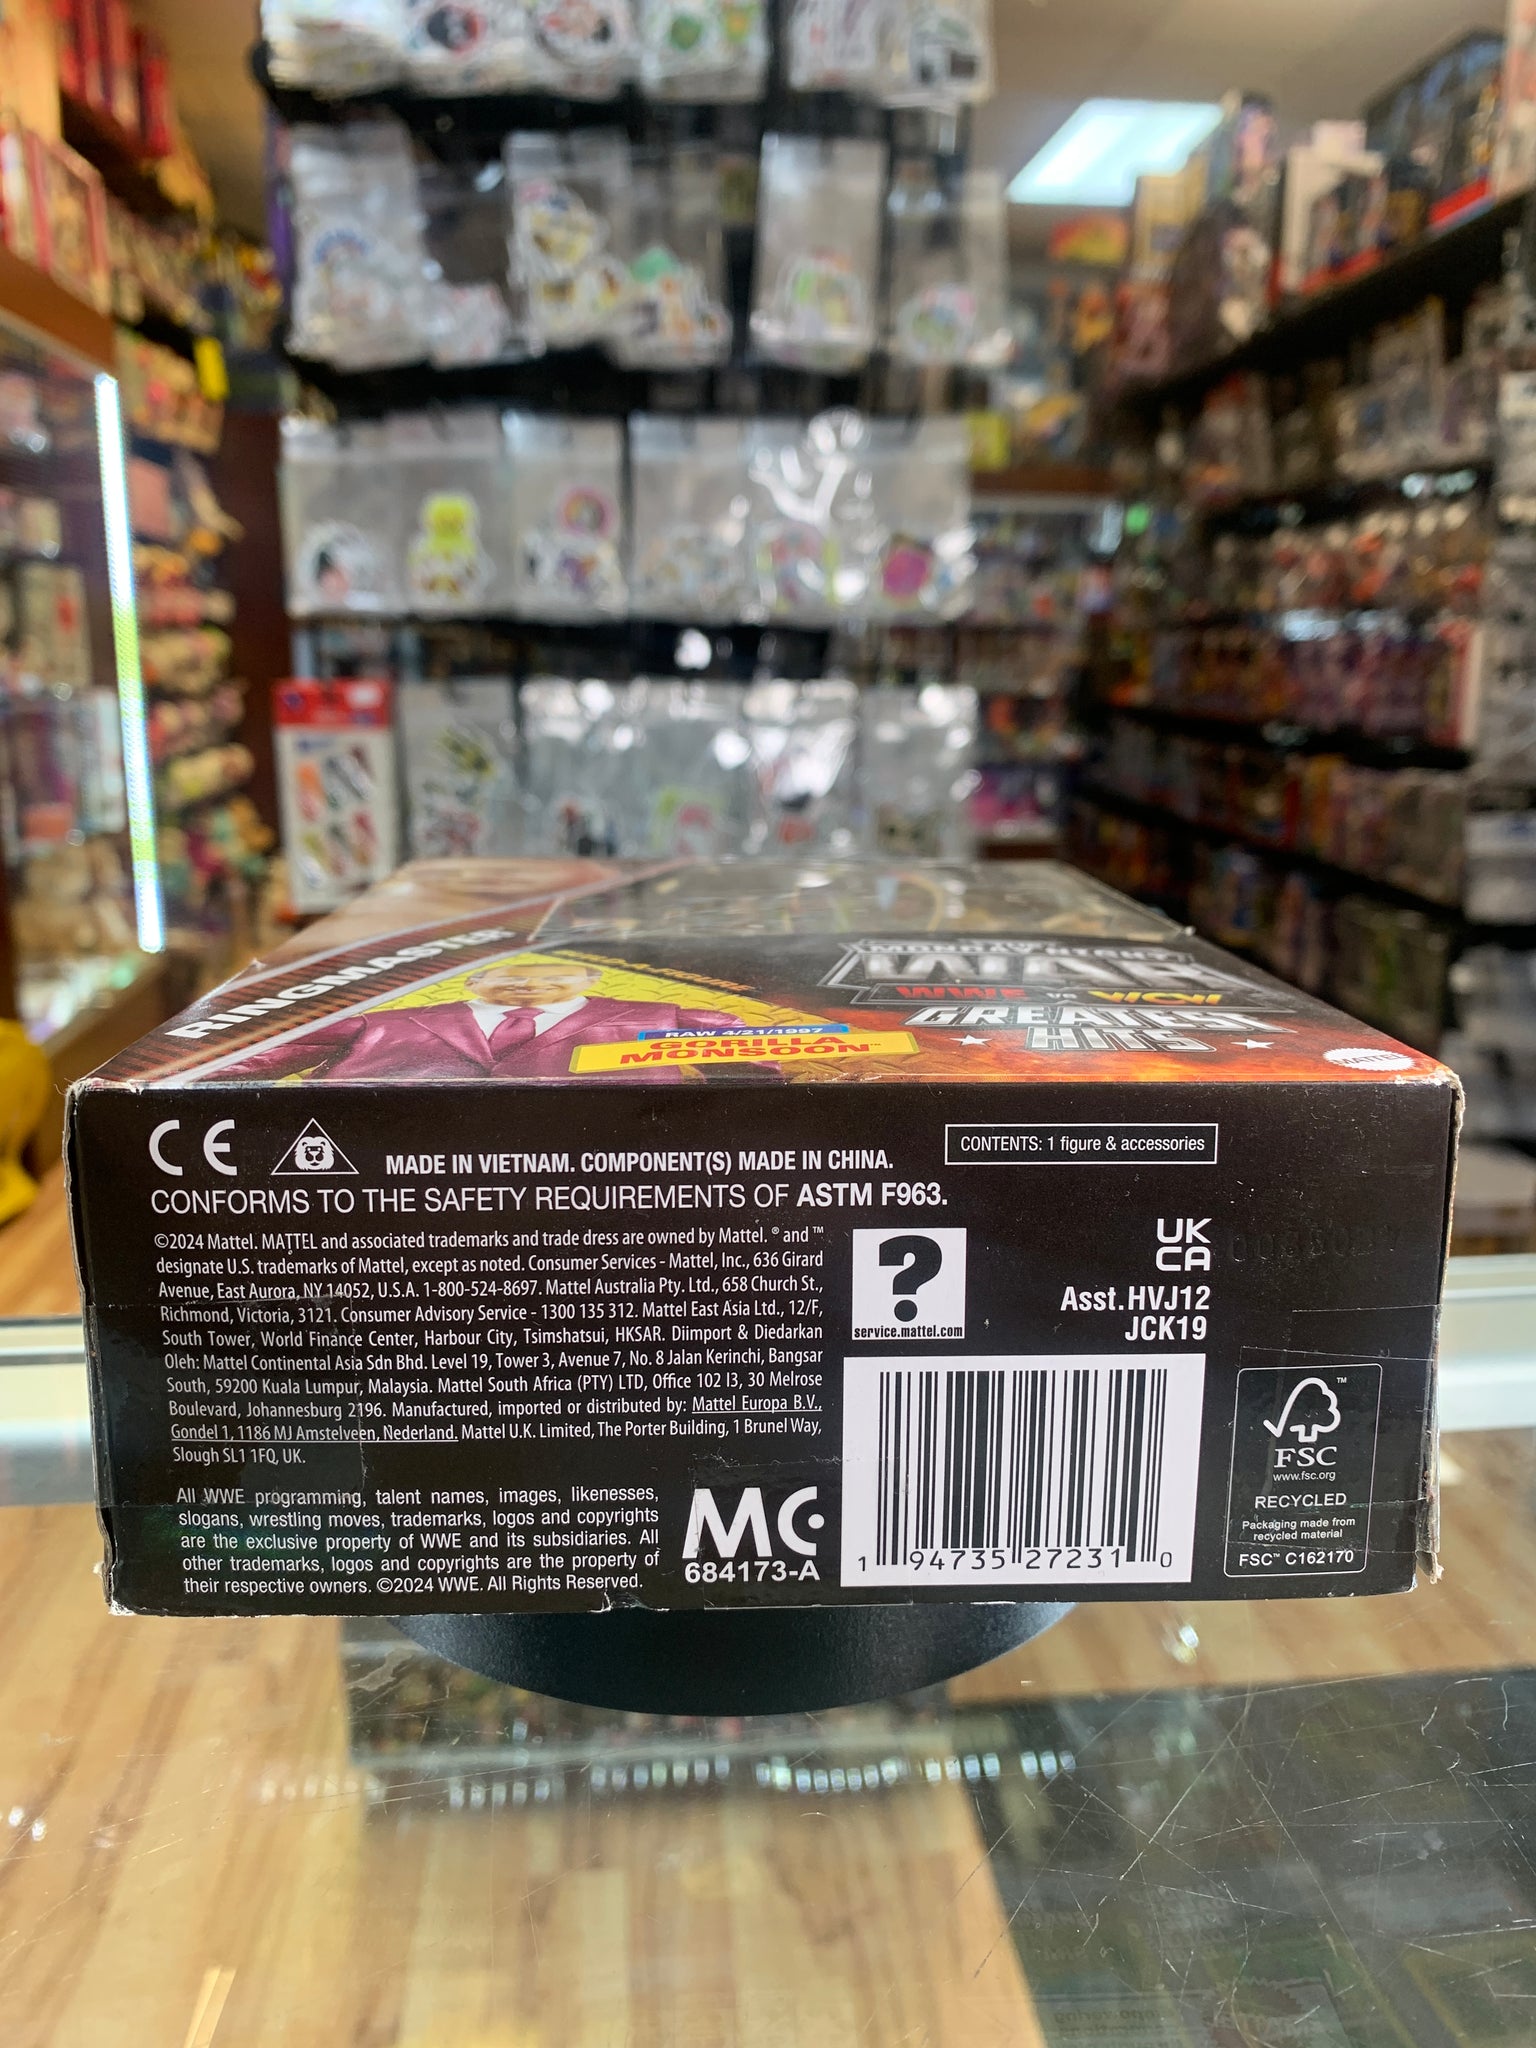 RINGMASTER
BUILD-A-FIGURE
RAW 4/21/1997
GORILLA
MONSOON™
MONDAY NIGHT
WAR
WWE VS WCW
GREATEST
HITS
MATTEL
CE
MADE IN VIETNAM. COMPONENT(S) MADE IN CHINA.
CONTENTS: 1 figure & accessories
CONFORMS TO THE SAFETY REQUIREMENTS OF ASTM F963.
©2024 Mattel. MATTEL and associated trademarks and trade dress are owned by Mattel. ® and ™
designate U.S. trademarks of Mattel, except as noted. Consumer Services - Mattel, Inc., 636 Girard
Avenue, East Aurora, NY 14052, U.S.A. 1-800-524-8697. Mattel Australia Pty. Ltd., 658 Church St.,
Richmond, Victoria, 3121. Consumer Advisory Service - 1300 135 312. Mattel East Asia Ltd., 12/F,
South Tower, World Finance Center, Harbour City, Tsimshatsui, HKSAR. Diimport & Diedarkan
Oleh: Mattel Continental Asia Sdn Bhd. Level 19, Tower 3, Avenue 7, No. 8 Jalan Kerinchi, Bangsar
South, 59200 Kuala Lumpur, Malaysia. Mattel South Africa (PTY) LTD, Office 102 I3, 30 Melrose
Boulevard, Johannesburg 2196. Manufactured, imported or distributed by: Mattel Europa B.V.,
Gondel 1, 1186 MJ Amstelveen, Nederland. Mattel U.K. Limited, The Porter Building, 1 Brunel Way,
Slough SL1 1FQ, UK.
All WWE programming, talent names, images, likenesses,
slogans, wrestling moves, trademarks, logos and copyrights
are the exclusive property of WWE and its subsidiaries. All
other trademarks, logos and copyrights are the property of
their respective owners. ©2024 WWE. All Rights Reserved.
MC
684173-A
?
service.mattel.com
UK
CA
Asst.HVJ12
JCK19
1 94735 27231 0
FSC™
www.fsc.org
RECYCLED
Packaging made from
recycled material
FSC™ C162170